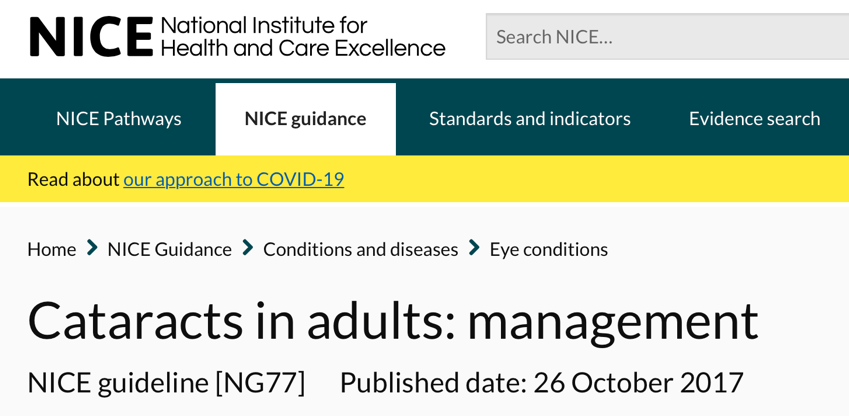 NICE National Institute for
Health and Care Excellence
Search NICE...
NICE Pathways NICE guidance Standards and indicators Evidence search
Read about our approach to COVID-19
Home > NICE Guidance > Conditions and diseases > Eye conditions
Cataracts in adults: management
NICE guideline [NG77] Published date: 26 October 2017